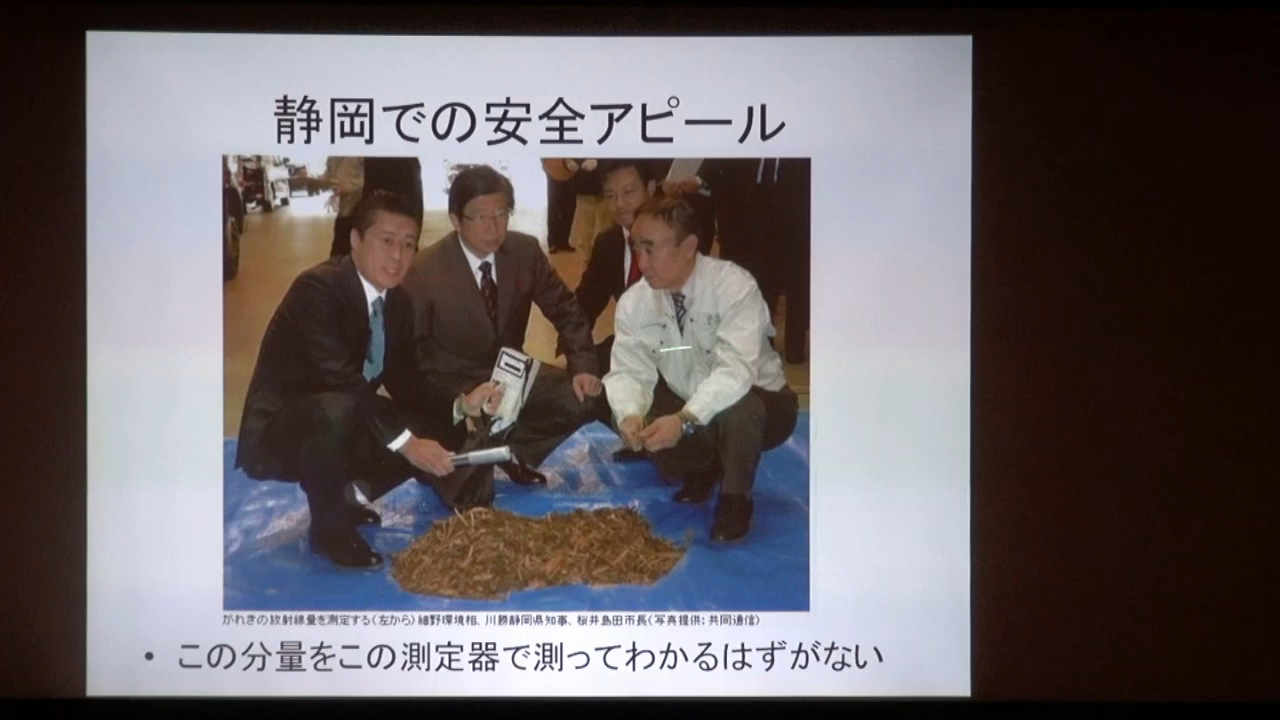 静岡での安全アピール
がれきの放射線量を測定する(左から)細野環境相、川勝静岡県知事、桜井島田市長(写真提供:共同通信)
• この分量をこの測定器で測ってわかるはずがない